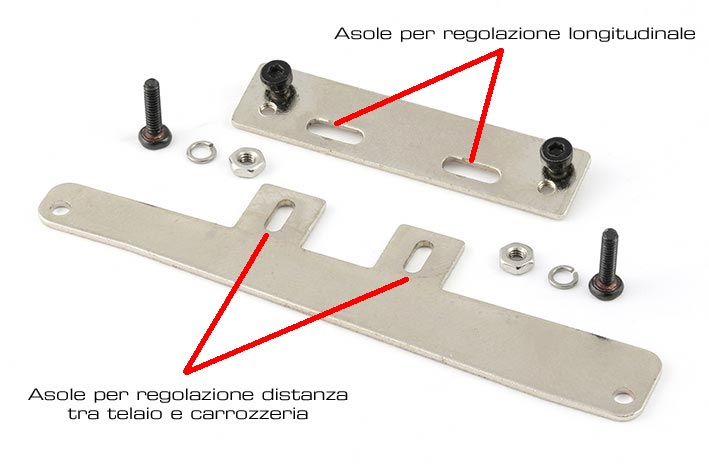 Asole per regolazione longitudinale
Asole per regolazione distanza
tra telaio e carrozzeria